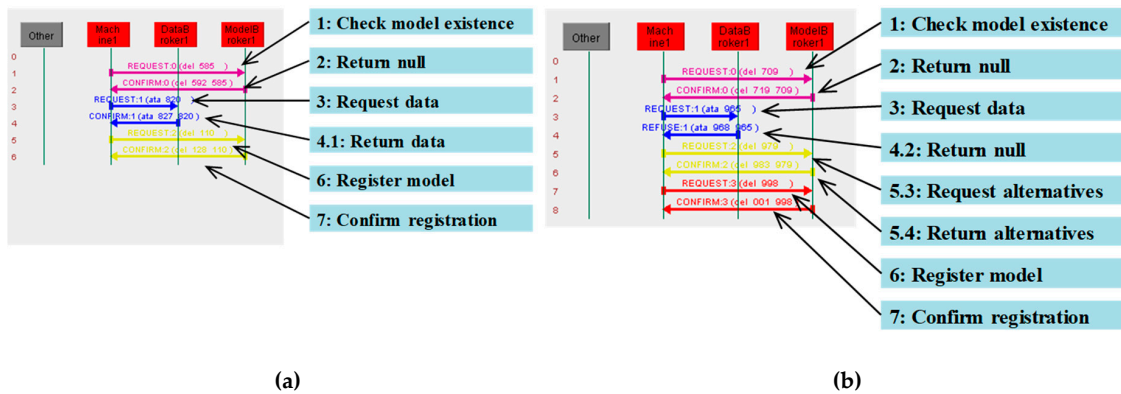 Other
Mach
ine1
DataB
roker1
ModelB
roker1
0
1
2
3
4
5
6
REQUEST:0 (del 585 )
CONFIRM:0 (del 592 585 )
REQUEST:1 (ata 820 )
CONFIRM:1 (ata 827 820 )
REQUEST:2 (del 110 )
CONFIRM:2 (del 120 110 )
1: Check model existence
2: Return null
3: Request data
4.1: Return data
6: Register model
7: Confirm registration
(a)
Other
Mach
ine1
DataB
roker1
ModelB
roker1
0
1
2
3
4
5
6
7
8
REQUEST:0 (del 709 )
CONFIRM:0 (del 719 709 )
REQUEST:1 (ata 965 )
REFUSE:1 (ata 968 965 )
REQUEST:2 (del 979 )
CONFIRM:2 (del 983 979 )
REQUEST:3 (del 998 )
CONFIRM:3 (del 001 998 )
1: Check model existence
2: Return null
3: Request data
4.2: Return null
5.3: Request alternatives
5.4: Return alternatives
6: Register model
7: Confirm registration
(b)